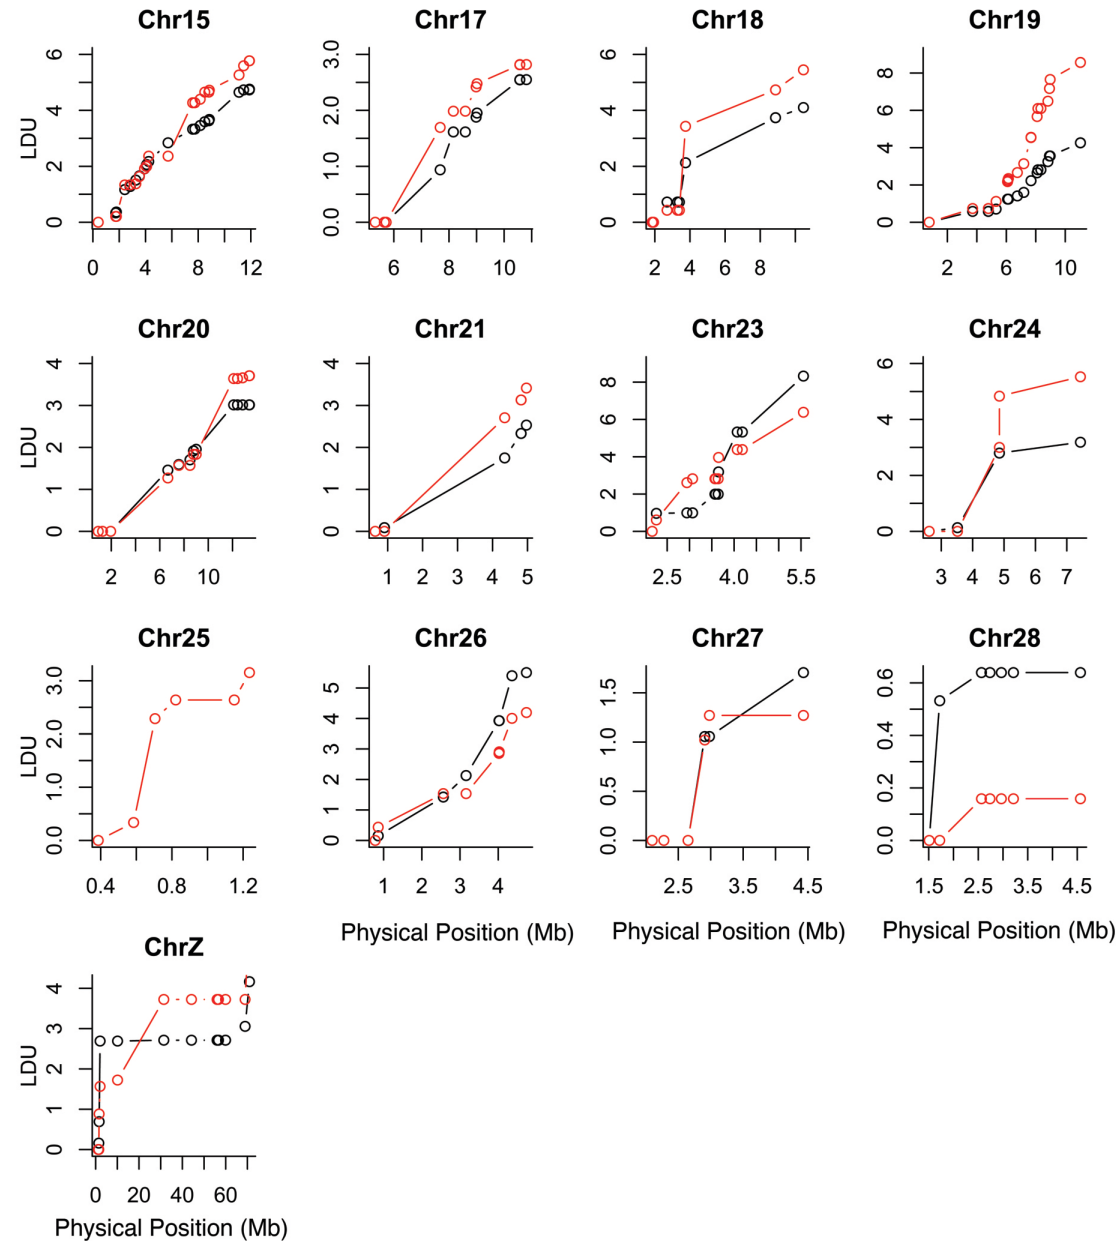 Chr15 Chr17 Chr18 Chr19
LDU
0 2 4 6
0 4 8 12
0.0 1.0 2.0 3.0
6 8 10
0 2 4 6
2 4 6 8
0 2 4 6 8
2 6 10
Chr20 Chr21 Chr23 Chr24
LDU
0 1 2 3 4
2 6 10
0 1 2 3 4
1 2 3 4 5
0 2 4 6 8
2.5 4.0 5.5
0 2 4 6
3 4 5 6 7
Chr25 Chr26 Chr27 Chr28
LDU
0.0 1.0 2.0 3.0
0.4 0.8 1.2
0 1 2 3 4 5
1 2 3 4
0.0 0.5 1.0 1.5
2.5 3.5 4.5
0.0 0.2 0.4 0.6
1.5 2.5 3.5 4.5
Physical Position (Mb) Physical Position (Mb) Physical Position (Mb)
ChrZ
LDU
0 1 2 3 4
0 20 40 60
Physical Position (Mb)